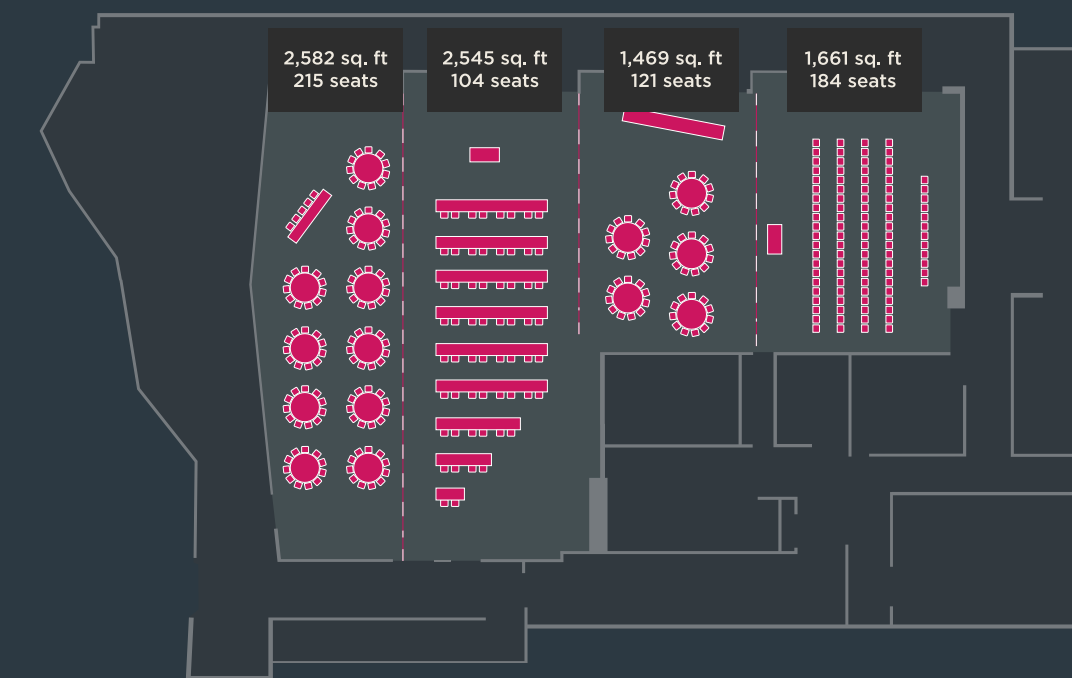 2,582 sq. ft
215 seats
2,545 sq. ft
104 seats
1,469 sq. ft
121 seats
1,661 sq. ft
184 seats